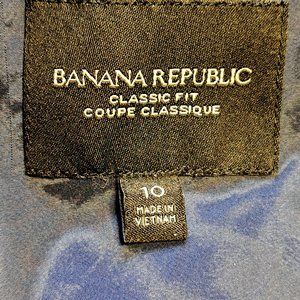 BANANA REPUBLIC
CLASSIC FIT
COUPE CLASSIQUE
10
MADE IN
VIETNAM